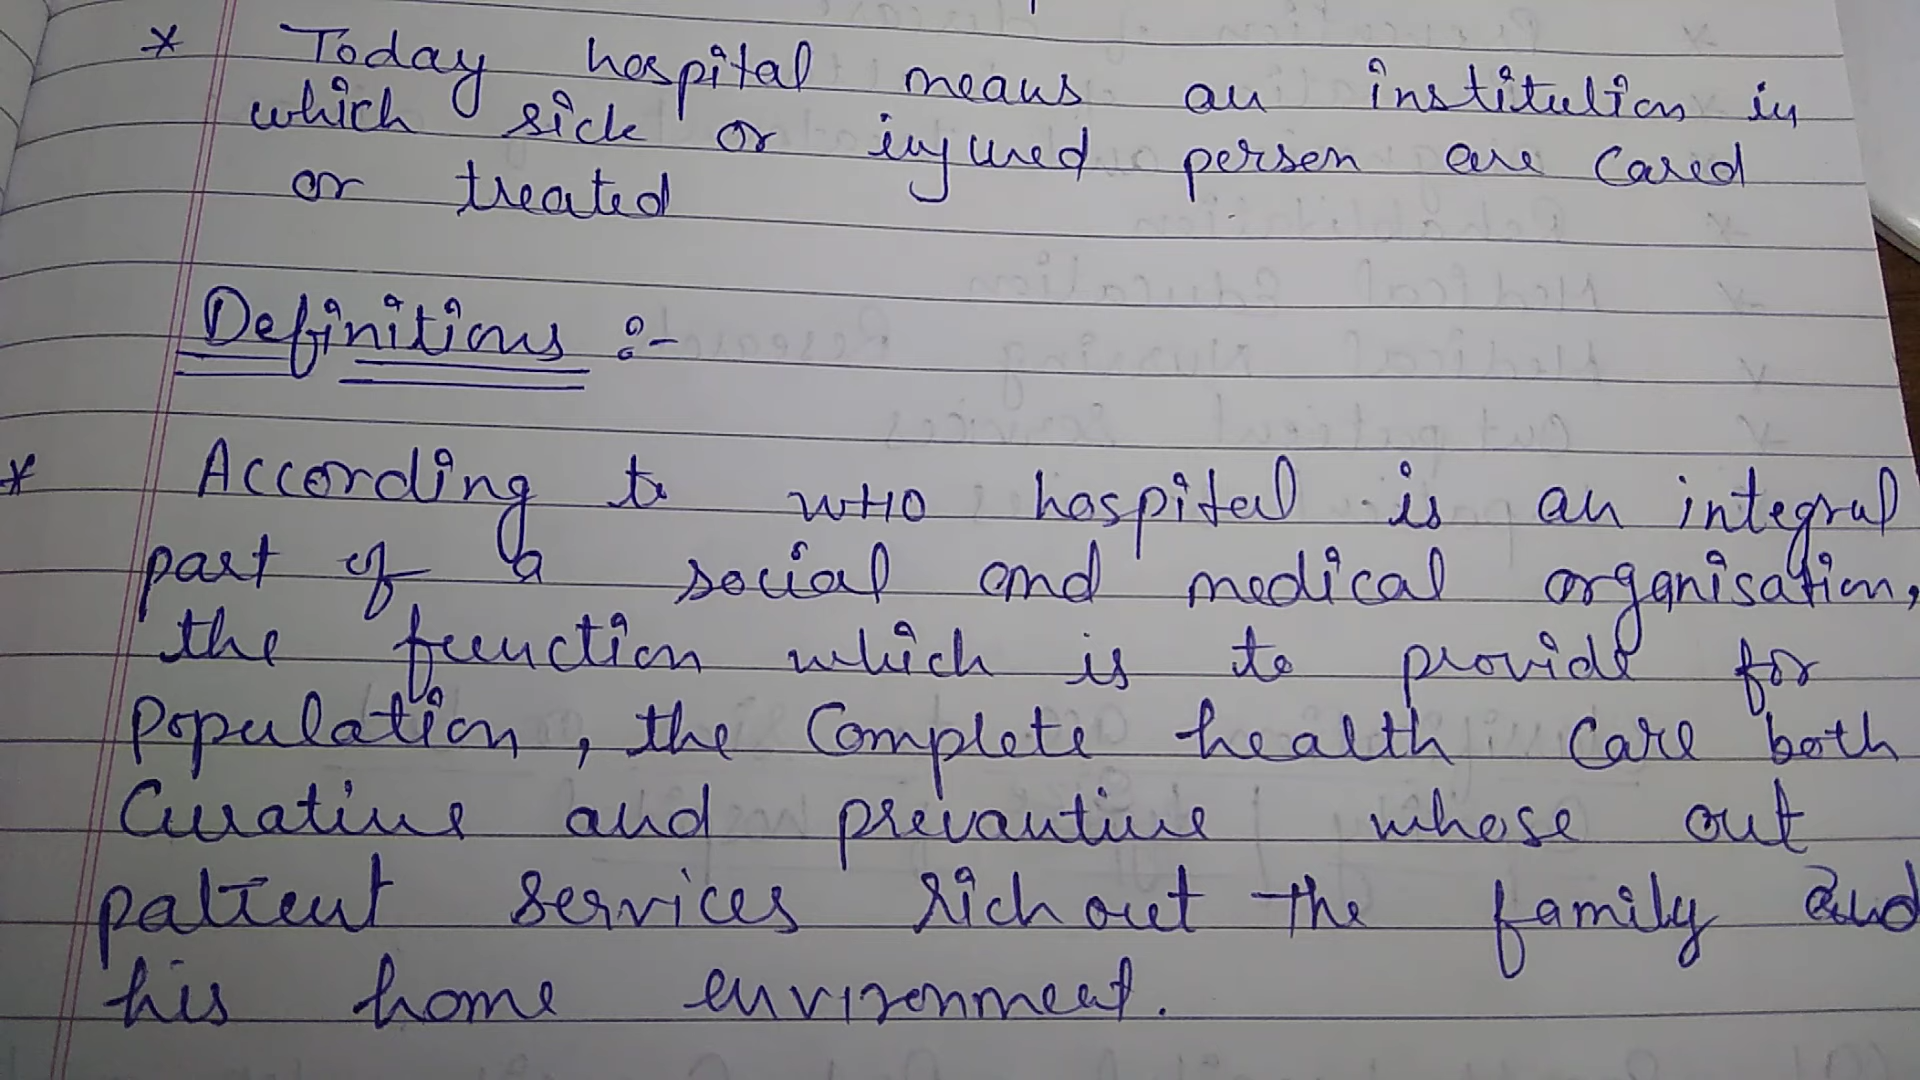 * Today hospital means an institution in
which sick or injured person are cared
or treated
Definitions :-
* According to WHO hospital is an integral
part of a social and medical organisation,
the function which is to provide for
population, the complete health care both
curative and prevantive whose out
patient services rich out the family and
his home environment.